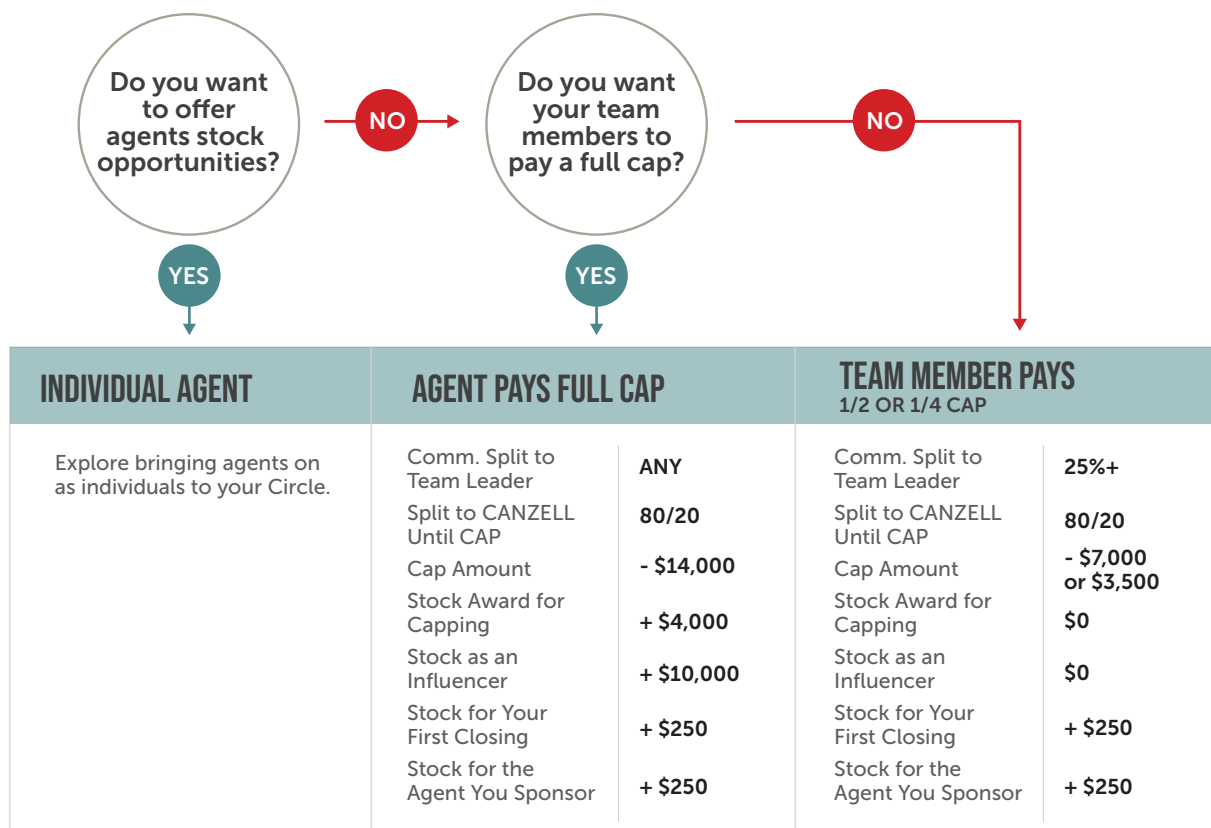 Do you want
to offer
agents stock
opportunities?
NO
Do you want
your team
members to
pay a full cap?
NO
YES
YES
INDIVIDUAL AGENT
Explore bringing agents on
as individuals to your Circle.
AGENT PAYS FULL CAP
Comm. Split to
Team Leader
ANY
Split to CANZELL
Until CAP
80/20
Cap Amount
- $14,000
Stock Award for
Capping
+ $4,000
Stock as an
Influencer
+ $10,000
Stock for Your
First Closing
+ $250
Stock for the
Agent You Sponsor
+ $250
TEAM MEMBER PAYS
1/2 OR 1/4 CAP
Comm. Split to
Team Leader
25%+
Split to CANZELL
Until CAP
80/20
Cap Amount
- $7,000
or $3,500
Stock Award for
Capping
$0
Stock as an
Influencer
$0
Stock for Your
First Closing
+ $250
Stock for the
Agent You Sponsor
+ $250